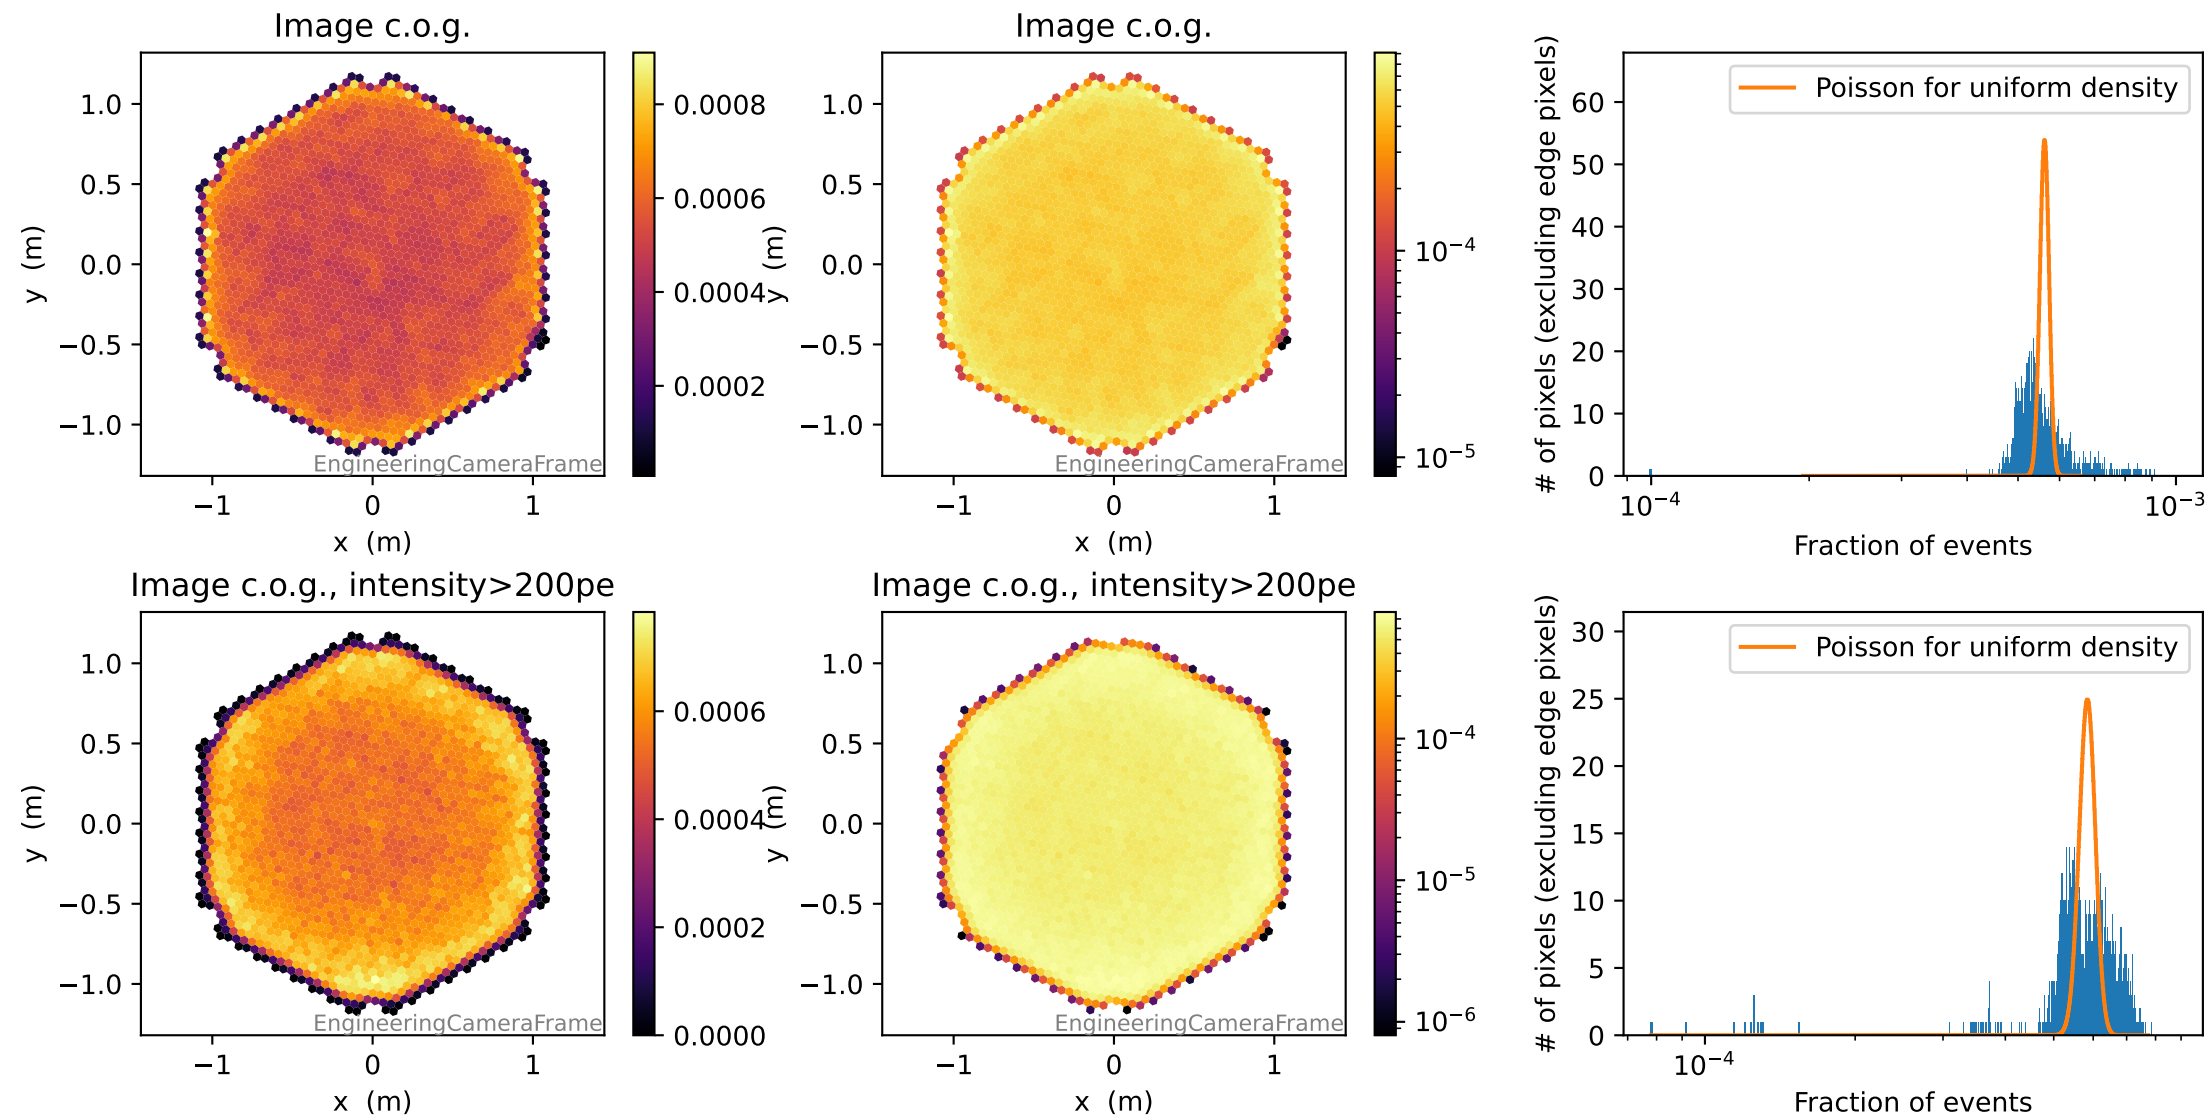 Image c.o.g.
1.0
0.5
0.0
−0.5
−1.0
y (m)
−1
0
1
x (m)
EngineeringCameraFrame
0.0008
0.0006
0.0004
0.0002
Image c.o.g.
1.0
0.5
0.0
−0.5
−1.0
y (m)
−1
0
1
x (m)
EngineeringCameraFrame
10⁻⁴
10⁻⁵
Poisson for uniform density
# of pixels (excluding edge pixels)
60
50
40
30
20
10
0
10⁻⁴
10⁻³
Fraction of events
Image c.o.g., intensity>200pe
1.0
0.5
0.0
−0.5
−1.0
y (m)
−1
0
1
x (m)
EngineeringCameraFrame
0.0006
0.0004
0.0002
0.0000
Image c.o.g., intensity>200pe
1.0
0.5
0.0
−0.5
−1.0
y (m)
−1
0
1
x (m)
EngineeringCameraFrame
10⁻⁴
10⁻⁵
10⁻⁶
Poisson for uniform density
# of pixels (excluding edge pixels)
30
25
20
15
10
5
0
10⁻⁴
Fraction of events